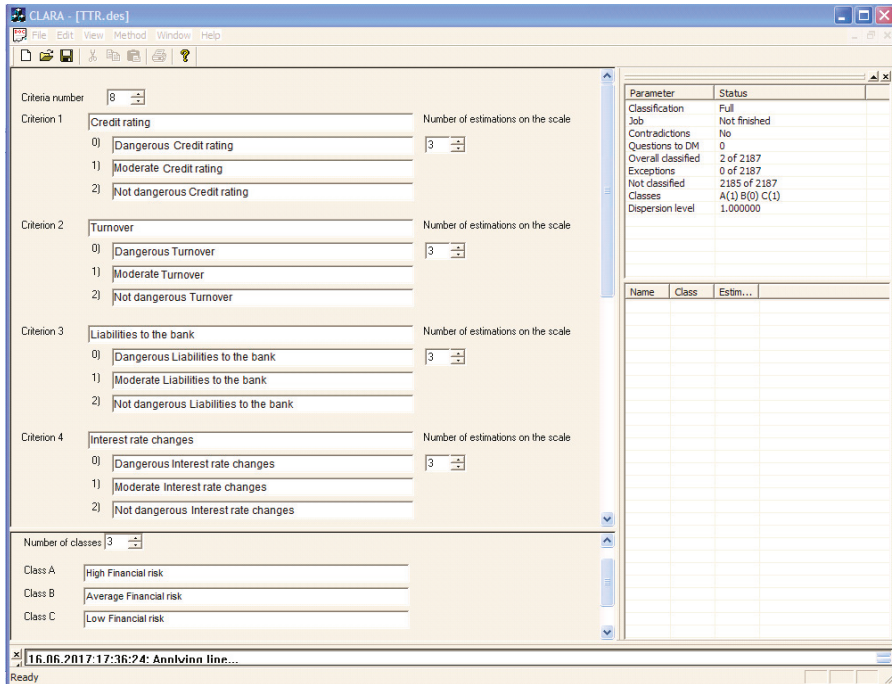 CLARA - [TTR.des]
File Edit View Method Window Help
Criteria number 8
Criterion 1 Credit rating Number of estimations on the scale
0) Dangerous Credit rating 3
1) Moderate Credit rating
2) Not dangerous Credit rating
Criterion 2 Turnover Number of estimations on the scale
0) Dangerous Turnover 3
1) Moderate Turnover
2) Not dangerous Turnover
Criterion 3 Liabilities to the bank Number of estimations on the scale
0) Dangerous Liabilities to the bank 3
1) Moderate Liabilities to the bank
2) Not dangerous Liabilities to the bank
Criterion 4 Interest rate changes Number of estimations on the scale
0) Dangerous Interest rate changes 3
1) Moderate Interest rate changes
2) Not dangerous Interest rate changes
Number of classes 3
Class A High Financial risk
Class B Average Financial risk
Class C Low Financial risk
Parameter Status
Classification Full
Job Not finished
Contradictions No
Questions to DM 0
Overall classified 2 of 2187
Exceptions 0 of 2187
Not classified 2185 of 2187
Classes A(1) B(0) C(1)
Dispersion level 1.000000
Name Class Estim...
16.06.2017:17:36:24: Applying line...
Ready